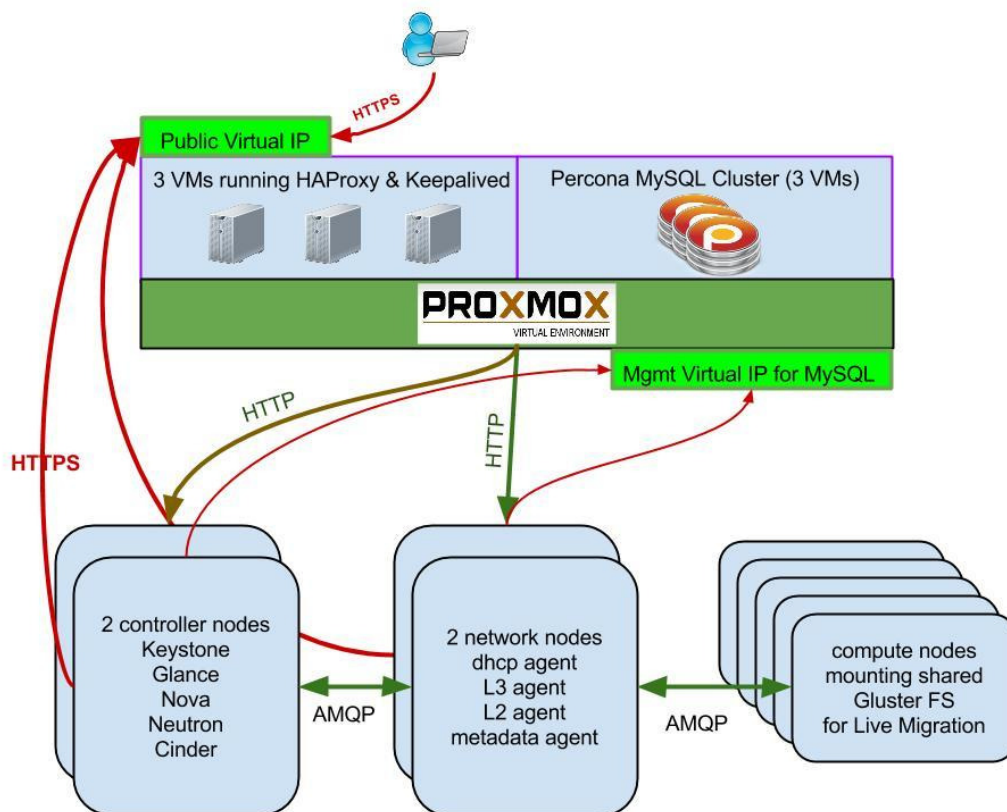 HTTPS
Public Virtual IP
3 VMs running HAProxy & Keepalived
Percona MySQL Cluster (3 VMs)
PROXMOX
VIRTUAL ENVIRONMENT
Mgmt Virtual IP for MySQL
HTTP
HTTP
HTTPS
2 controller nodes
Keystone
Glance
Nova
Neutron
Cinder
AMQP
2 network nodes
dhcp agent
L3 agent
L2 agent
metadata agent
AMQP
compute nodes
mounting shared
Gluster FS
for Live Migration